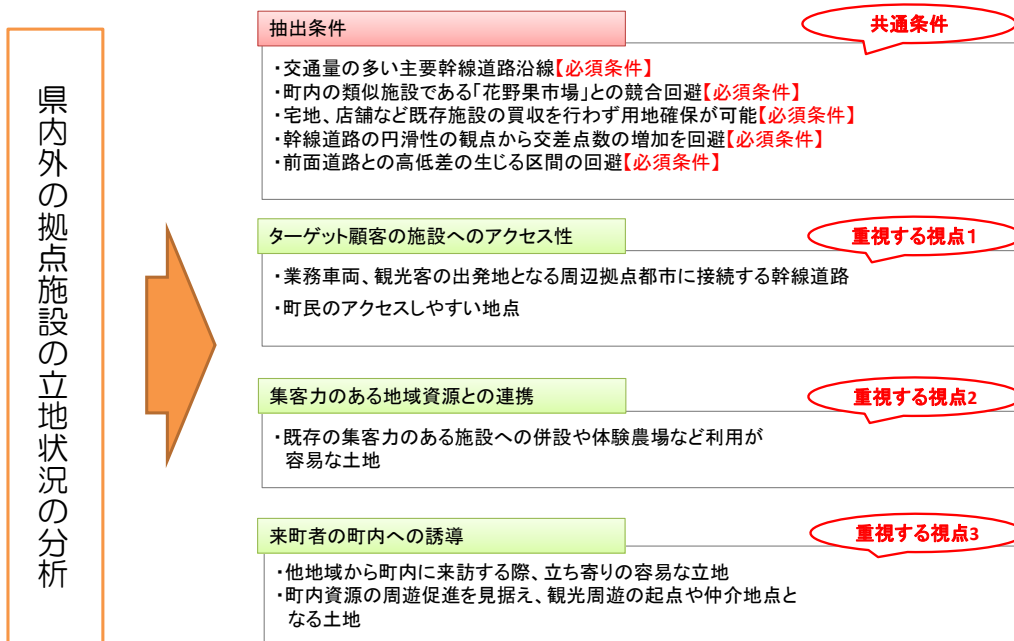 県内外の拠点施設の立地状況の分析
抽出条件
共通条件
・交通量の多い主要幹線道路沿線【必須条件】
・町内の類似施設である「花野果市場」との競合回避【必須条件】
・宅地、店舗など既存施設の買収を行わず用地確保が可能【必須条件】
・幹線道路の円滑性の観点から交差点数の増加を回避【必須条件】
・前面道路との高低差の生じる区間の回避【必須条件】
ターゲット顧客の施設へのアクセス性
重視する視点1
・業務車両、観光客の出発地となる周辺拠点都市に接続する幹線道路
・町民のアクセスしやすい地点
集客力のある地域資源との連携
重視する視点2
・既存の集客力のある施設への併設や体験農場など利用が
容易な土地
来町者の町内への誘導
重視する視点3
・他地域から町内に来訪する際、立ち寄りの容易な立地
・町内資源の周遊促進を見据え、観光周遊の起点や仲介地点と
なる土地